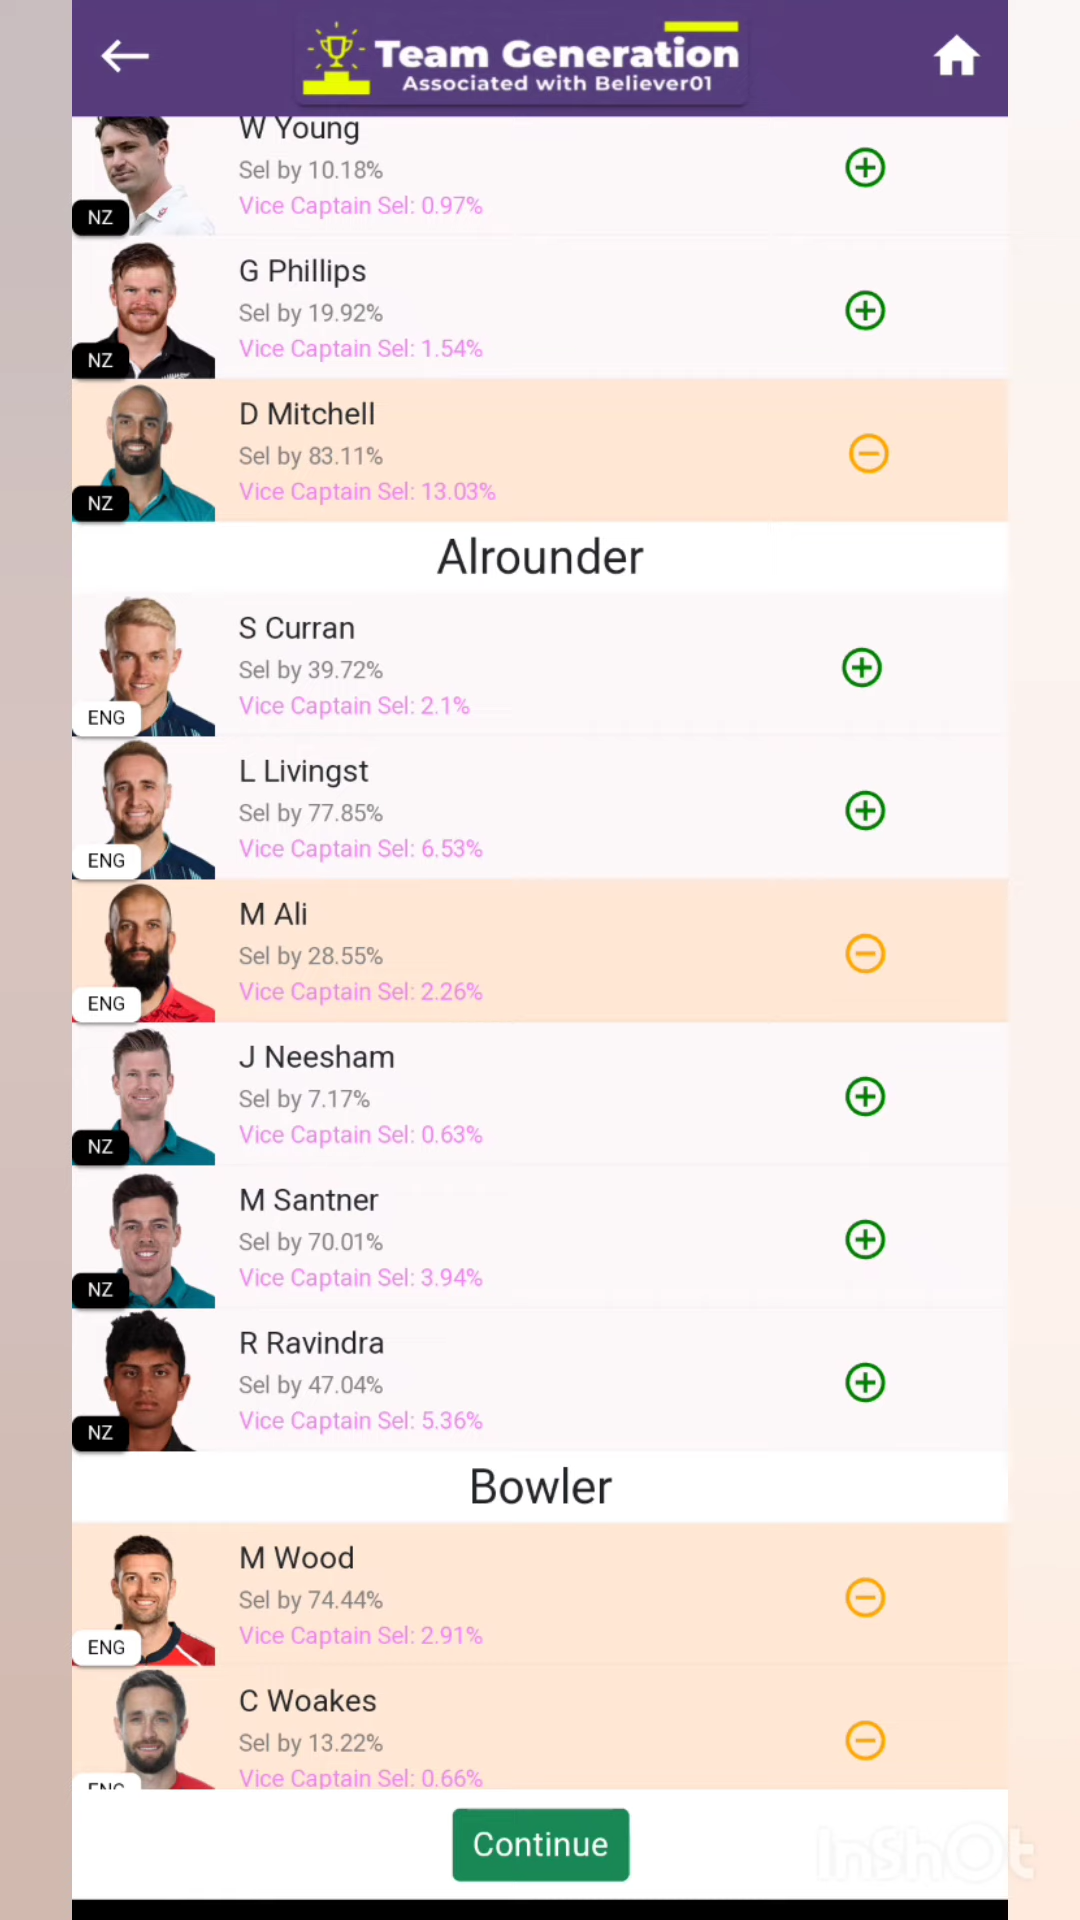 Team Generation
Associated with Believer01
W Young
Sel by 10.18%
Vice Captain Sel: 0.97%
NZ
G Phillips
Sel by 19.92%
Vice Captain Sel: 1.54%
NZ
D Mitchell
Sel by 83.11%
Vice Captain Sel: 13.03%
NZ
Alrounder
S Curran
Sel by 39.72%
Vice Captain Sel: 2.1%
ENG
L Livingst
Sel by 77.85%
Vice Captain Sel: 6.53%
ENG
M Ali
Sel by 28.55%
Vice Captain Sel: 2.26%
ENG
J Neesham
Sel by 7.17%
Vice Captain Sel: 0.63%
NZ
M Santner
Sel by 70.01%
Vice Captain Sel: 3.94%
NZ
R Ravindra
Sel by 47.04%
Vice Captain Sel: 5.36%
NZ
Bowler
M Wood
Sel by 74.44%
Vice Captain Sel: 2.91%
ENG
C Woakes
Sel by 13.22%
Vice Captain Sel: 0.66%
ENG
Continue
InShOt